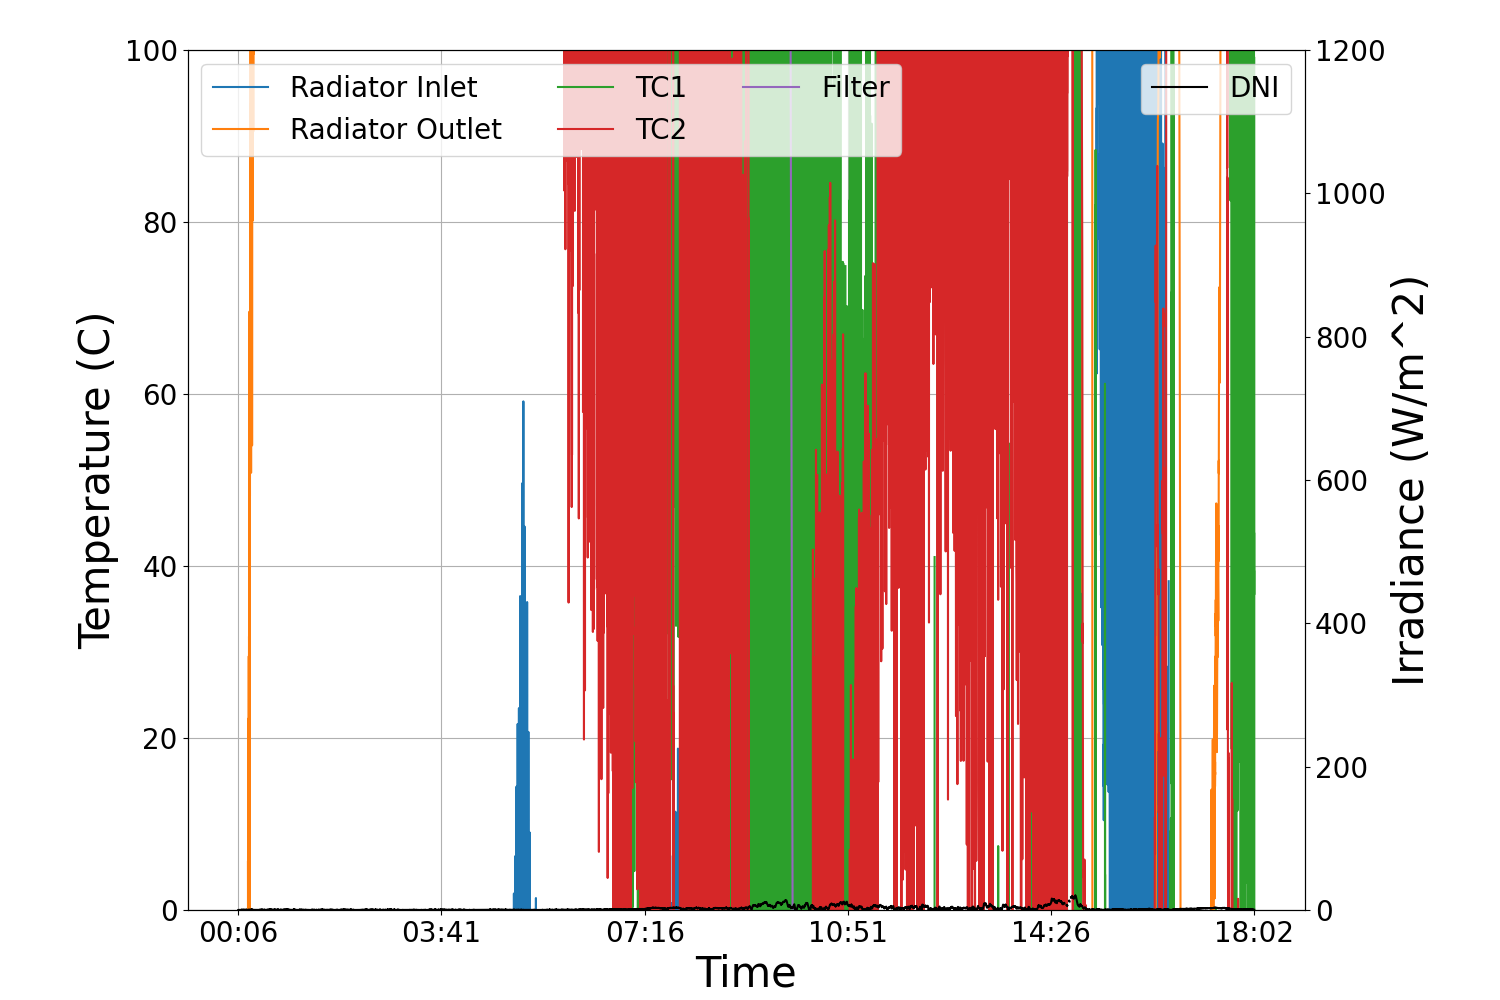 100
80
60
40
20
0
Temperature (C)
Radiator Inlet
Radiator Outlet
TC1
TC2
Filter
DNI
1200
1000
800
600
400
200
0
Irradiance (W/m^2)
00:06 03:41 07:16 10:51 14:26 18:02
Time